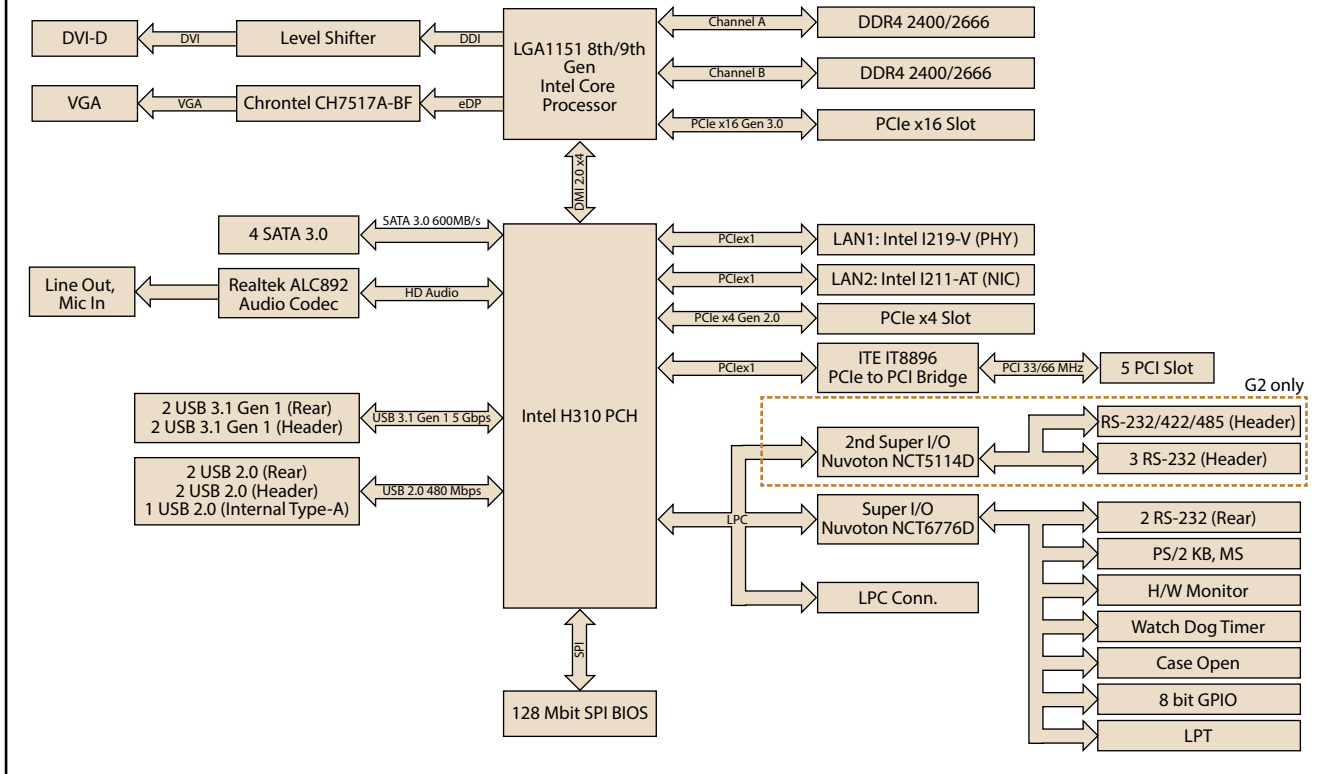 DVI-D
DVI
Level Shifter
DDI
LGA1151 8th/9th
Gen
Intel Core
Processor
Channel A
DDR4 2400/2666
Channel B
DDR4 2400/2666
VGA
VGA
Chrontel CH7517A-BF
eDP
PCIe x16 Gen 3.0
PCIe x16 Slot
DMI 2.0 x4
4 SATA 3.0
SATA 3.0 600MB/s
Line Out,
Mic In
Realtek ALC892
Audio Codec
HD Audio
2 USB 3.1 Gen 1 (Rear)
2 USB 3.1 Gen 1 (Header)
USB 3.1 Gen 1 5 Gbps
2 USB 2.0 (Rear)
2 USB 2.0 (Header)
1 USB 2.0 (Internal Type-A)
USB 2.0 480 Mbps
Intel H310 PCH
PCIex1
LAN1: Intel I219-V (PHY)
PCIex1
LAN2: Intel I211-AT (NIC)
PCIe x4 Gen 2.0
PCIe x4 Slot
PCIex1
ITE IT8896
PCIe to PCI Bridge
PCI 33/66 MHz
5 PCI Slot
G2 only
2nd Super I/O
Nuvoton NCT5114D
RS-232/422/485 (Header)
3 RS-232 (Header)
LPC
Super I/O
Nuvoton NCT6776D
2 RS-232 (Rear)
PS/2 KB, MS
H/W Monitor
Watch Dog Timer
Case Open
8 bit GPIO
LPT
LPC Conn.
SPI
128 Mbit SPI BIOS